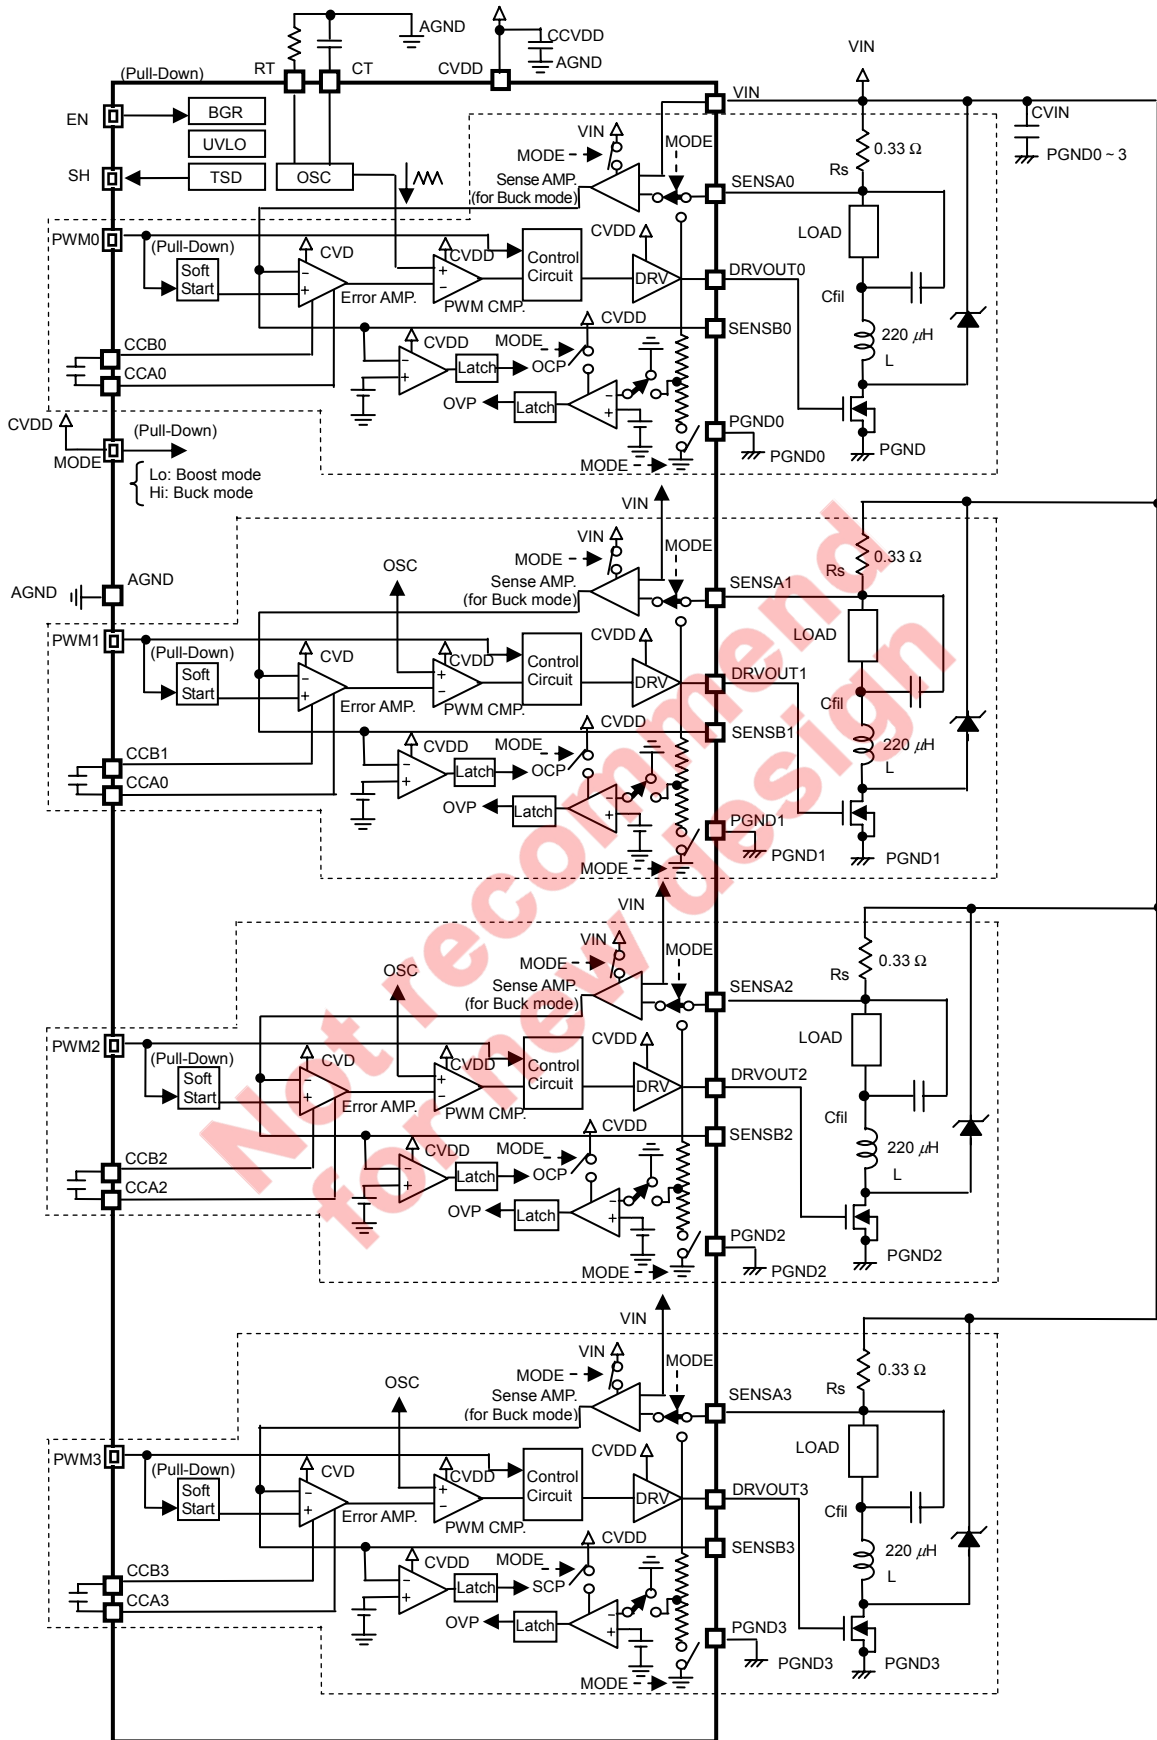 AGND
CCVDD
AGND
VIN
(Pull-Down)
RT
CT
CVDD
VIN
EN
BGR
UVLO
SH
TSD
OSC
VIN
MODE
MODE
Sense AMP.
(for Buck mode)
SENSA0
0.33 Ω
Rs
CVIN
PGND0 ~ 3
LOAD
PWM0
(Pull-Down)
Soft
Start
CVD
CVDD
Control
Circuit
CVDD
DRV
DRVOUT0
Error AMP.
PWM CMP.
Cfil
SENSB0
220 µH
L
CCB0
CCA0
CVDD
Latch
MODE
OCP
CVDD
OVP
Latch
CVDD
MODE
(Pull-Down)
Lo: Boost mode
Hi: Buck mode
PGND0
PGND0
PGND
MODE
VIN
VIN
MODE
MODE
OSC
Sense AMP.
(for Buck mode)
SENSA1
0.33 Ω
Rs
AGND
AGND
LOAD
PWM1
(Pull-Down)
Soft
Start
CVD
CVDD
Control
Circuit
CVDD
DRV
DRVOUT1
Error AMP.
PWM CMP.
Cfil
SENSB1
220 µH
L
CCB1
CCA0
CVDD
Latch
MODE
OCP
CVDD
OVP
Latch
PGND1
PGND1
PGND1
MODE
VIN
VIN
MODE
MODE
OSC
Sense AMP.
(for Buck mode)
SENSA2
0.33 Ω
Rs
LOAD
PWM2
(Pull-Down)
Soft
Start
CVD
CVDD
Control
Circuit
CVDD
DRV
DRVOUT2
Error AMP.
PWM CMP.
Cfil
SENSB2
220 µH
L
CCB2
CCA2
CVDD
Latch
MODE
OCP
CVDD
OVP
Latch
PGND2
PGND2
PGND2
MODE
VIN
VIN
MODE
MODE
OSC
Sense AMP.
(for Buck mode)
SENSA3
0.33 Ω
Rs
LOAD
PWM3
(Pull-Down)
Soft
Start
CVD
CVDD
Control
Circuit
CVDD
DRV
DRVOUT3
Error AMP.
PWM CMP.
Cfil
SENSB3
220 µH
L
CCB3
CCA3
CVDD
Latch
MODE
SCP
CVDD
OVP
Latch
PGND3
PGND3
PGND3
MODE
Not recommend
for new design